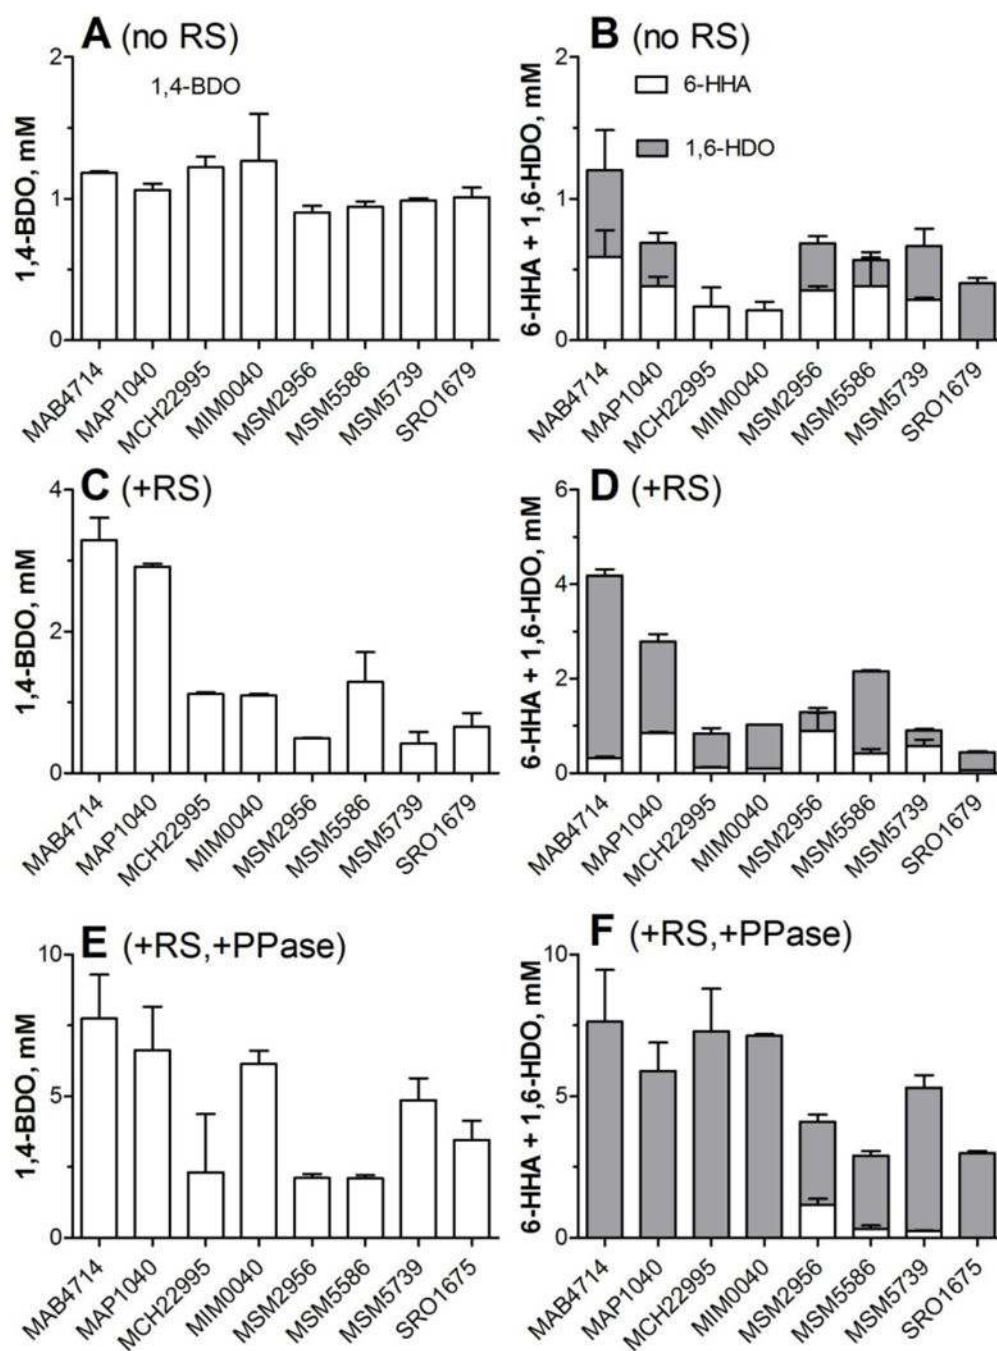 A (no RS)
1,4-BDO
1,4-BDO, mM
2
1
0
MAB4714
MAP1040
MCH22995
MIM0040
MSM2956
MSM5586
MSM5739
SRO1679
B (no RS)
6-HHA
1,6-HDO
6-HHA + 1,6-HDO, mM
2
1
0
MAB4714
MAP1040
MCH22995
MIM0040
MSM2956
MSM5586
MSM5739
SRO1679
C (+RS)
1,4-BDO, mM
4
2
0
MAB4714
MAP1040
MCH22995
MIM0040
MSM2956
MSM5586
MSM5739
SRO1679
D (+RS)
6-HHA + 1,6-HDO, mM
6
4
2
0
MAB4714
MAP1040
MCH22995
MIM0040
MSM2956
MSM5586
MSM5739
SRO1679
E (+RS,+PPase)
1,4-BDO, mM
10
5
0
MAB4714
MAP1040
MCH22995
MIM0040
MSM2956
MSM5586
MSM5739
SRO1675
F (+RS,+PPase)
6-HHA + 1,6-HDO, mM
10
5
0
MAB4714
MAP1040
MCH22995
MIM0040
MSM2956
MSM5586
MSM5739
SRO1675